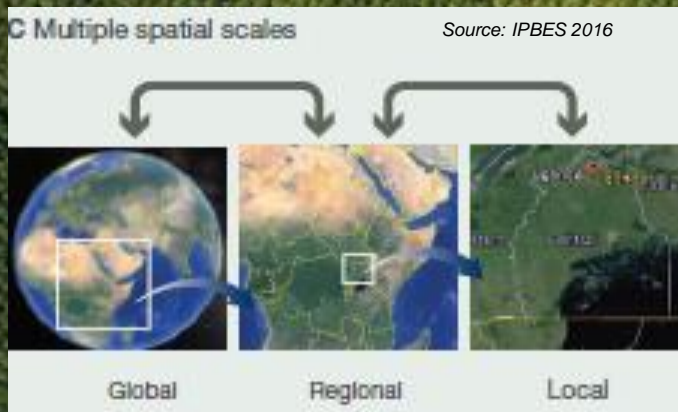 C Multiple spatial scales
Source: IPBES 2016
Global
Regional
Local